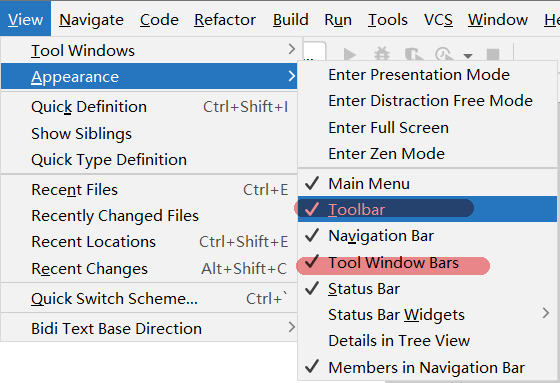 View Navigate Code Refactor Build Run Tools VCS Window
Tool Windows
Appearance
Quick Definition Ctrl+Shift+I
Show Siblings
Quick Type Definition
Recent Files Ctrl+E
Recently Changed Files
Recent Locations Ctrl+Shift+E
Recent Changes Alt+Shift+C
Quick Switch Scheme... Ctrl+`
Bidi Text Base Direction
Enter Presentation Mode
Enter Distraction Free Mode
Enter Full Screen
Enter Zen Mode
Main Menu
Toolbar
Navigation Bar
Tool Window Bars
Status Bar
Status Bar Widgets
Details in Tree View
Members in Navigation Bar